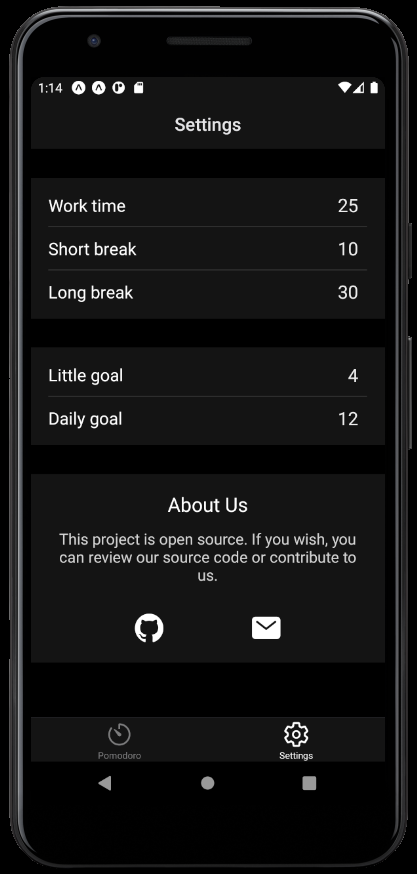 1:14
Settings
Work time 25
Short break 10
Long break 30
Little goal 4
Daily goal 12
About Us
This project is open source. If you wish, you
can review our source code or contribute to
us.
Pomodoro Settings